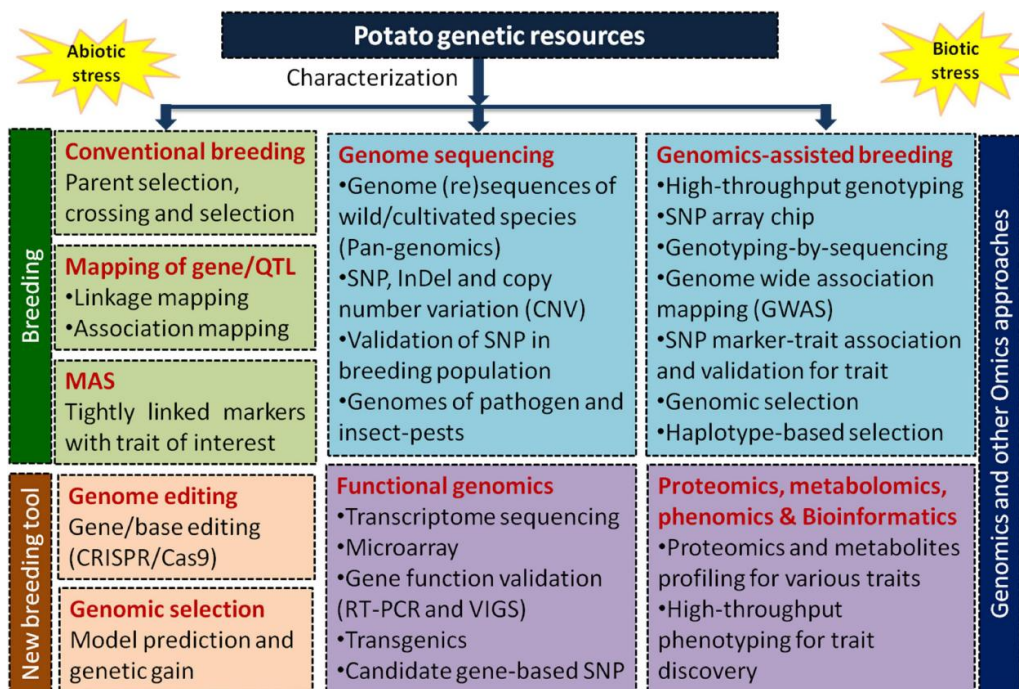 Potato genetic resources
Abiotic
stress
Biotic
stress
Characterization
Breeding
Conventional breeding
Parent selection,
crossing and selection
Mapping of gene/QTL
•Linkage mapping
•Association mapping
MAS
Tightly linked markers
with trait of interest
New breeding tool
Genome editing
Gene/base editing
(CRISPR/Cas9)
Genomic selection
Model prediction and
genetic gain
Genome sequencing
•Genome (re)sequences of
wild/cultivated species
(Pan-genomics)
•SNP, InDel and copy
number variation (CNV)
•Validation of SNP in
breeding population
•Genomes of pathogen and
insect-pests
Functional genomics
•Transcriptome sequencing
•Microarray
•Gene function validation
(RT-PCR and VIGS)
•Transgenics
•Candidate gene-based SNP
Genomics-assisted breeding
•High-throughput genotyping
•SNP array chip
•Genotyping-by-sequencing
•Genome wide association
mapping (GWAS)
•SNP marker-trait association
and validation for trait
•Genomic selection
•Haplotype-based selection
Proteomics, metabolomics,
phenomics & Bioinformatics
•Proteomics and metabolites
profiling for various traits
•High-throughput
phenotyping for trait
discovery
Genomics and other Omics approaches